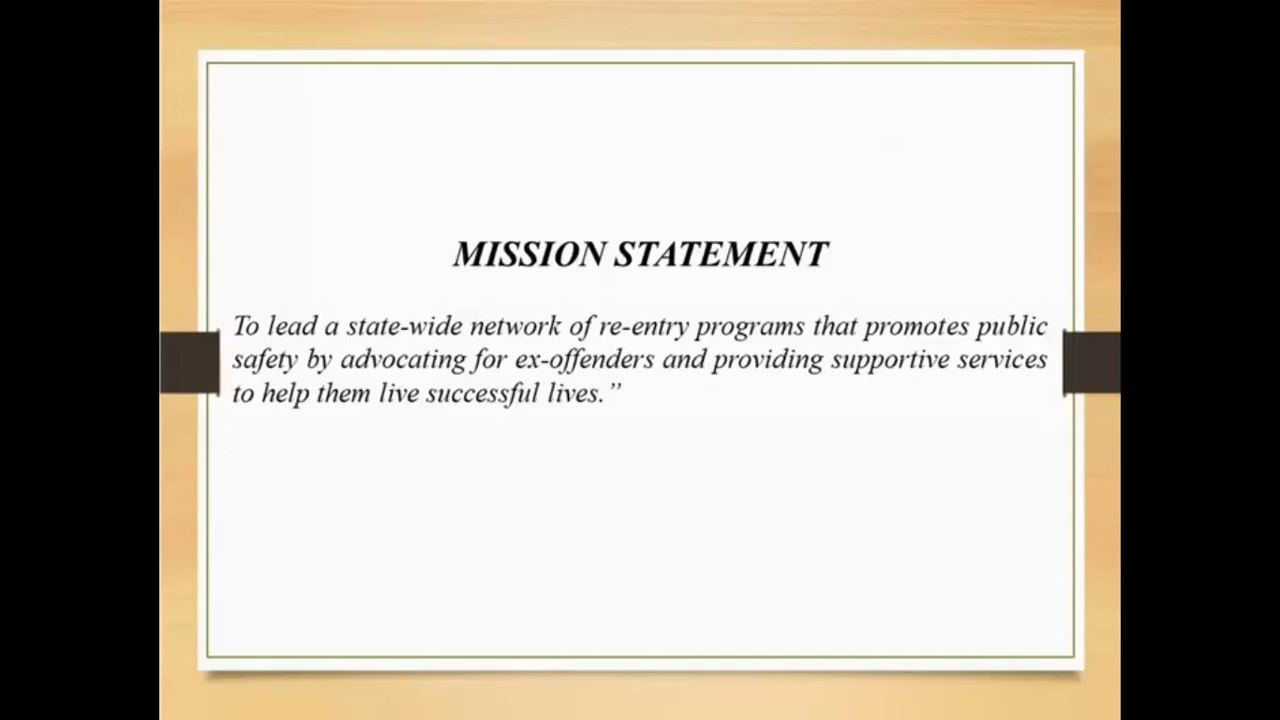 MISSION STATEMENT
To lead a state-wide network of re-entry programs that promotes public
safety by advocating for ex-offenders and providing supportive services
to help them live successful lives.”